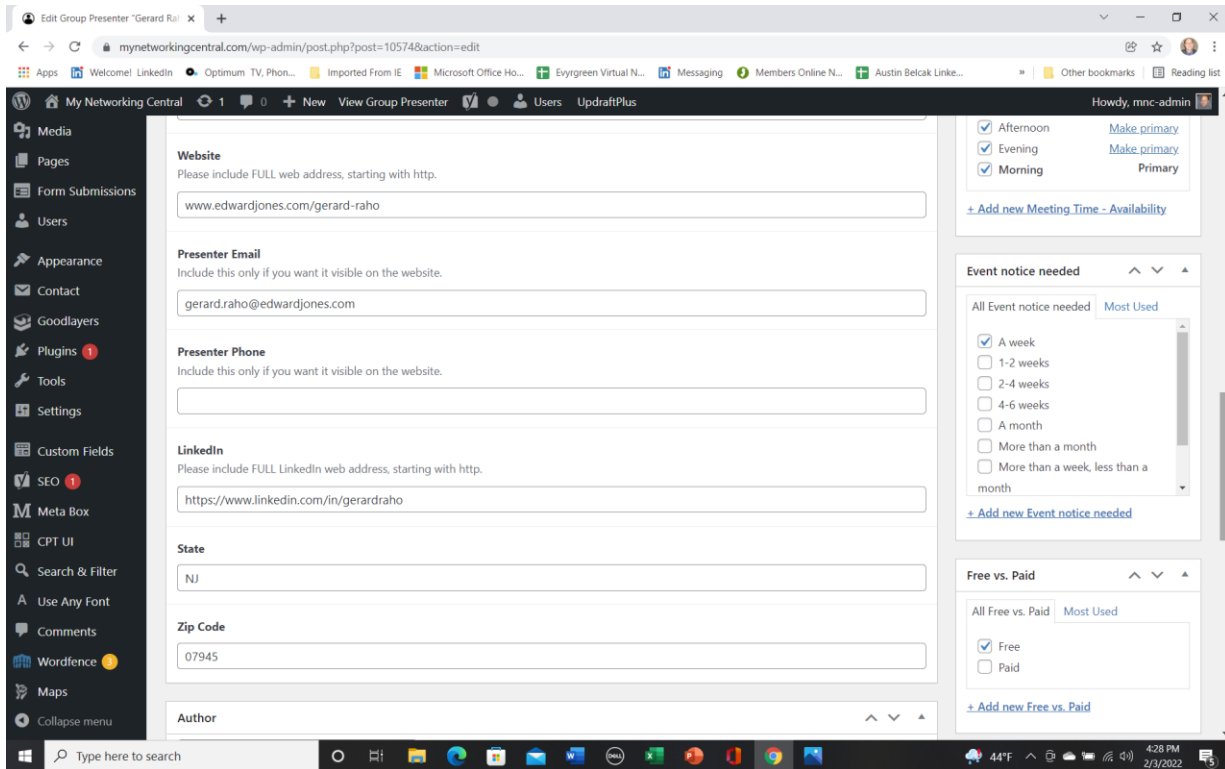 Edit Group Presenter "Gerard Ral
mynetworkingcentral.com/wp-admin/post.php?post=10574&action=edit
Apps Welcome! LinkedIn Optimum TV, Phon... Imported From IE Microsoft Office Ho... Evyrgreen Virtual N... Messaging Members Online N... Austin Belcak Linke... » Other bookmarks Reading list
My Networking Central 1 0 + New View Group Presenter Users UpdraftPlus Howdy, mnc-admin
Media
Pages
Form Submissions
Users
Appearance
Contact
Goodlayers
Plugins 1
Tools
Settings
Custom Fields
SEO 1
Meta Box
CPT UI
Search & Filter
Use Any Font
Comments
Wordfence 3
Maps
Collapse menu
Website
Please include FULL web address, starting with http.
www.edwardjones.com/gerard-raho
Presenter Email
Include this only if you want it visible on the website.
gerard.raho@edwardjones.com
Presenter Phone
Include this only if you want it visible on the website.
LinkedIn
Please include FULL LinkedIn web address, starting with http.
https://www.linkedin.com/in/gerardraho
State
NJ
Zip Code
07945
Author
Afternoon Make primary
Evening Make primary
Morning Primary
+ Add new Meeting Time - Availability
Event notice needed
All Event notice needed Most Used
A week
1-2 weeks
2-4 weeks
4-6 weeks
A month
More than a month
More than a week, less than a
month
+ Add new Event notice needed
Free vs. Paid
All Free vs. Paid Most Used
Free
Paid
+ Add new Free vs. Paid
Type here to search
DELL
44°F
4:28 PM
2/3/2022
5